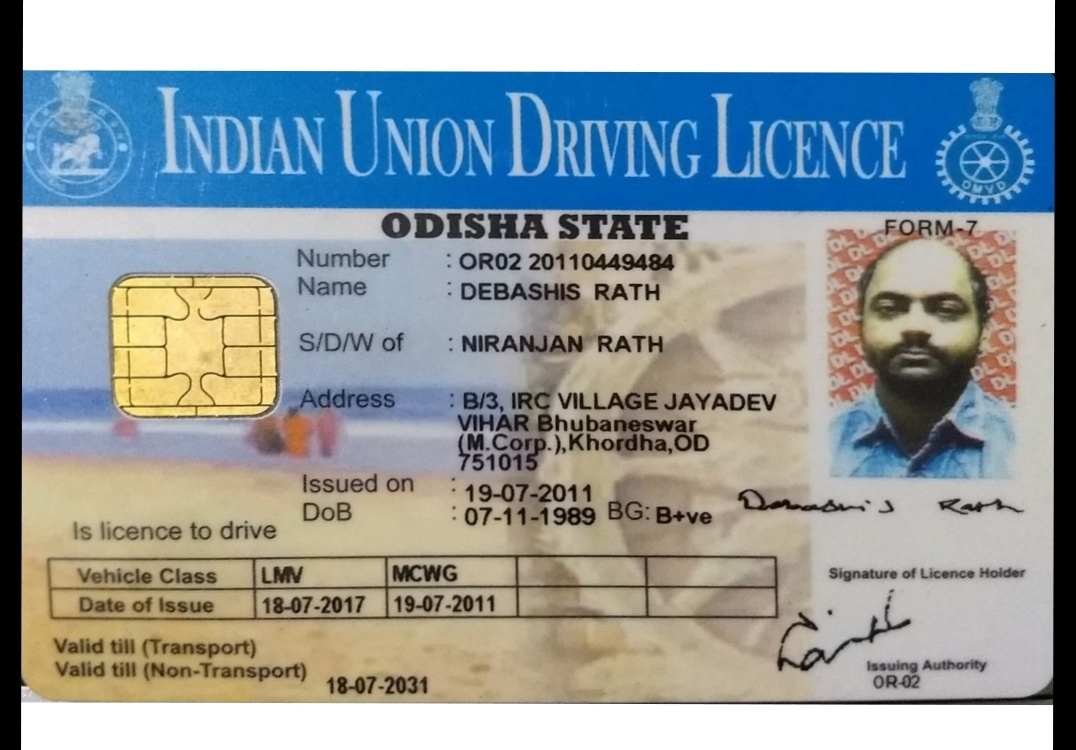 INDIAN UNION DRIVING LICENCE
OMVD
ODISHA STATE
FORM-7
Number : OR02 20110449484
Name : DEBASHIS RATH
S/D/W of : NIRANJAN RATH
Address : B/3, IRC VILLAGE JAYADEV
VIHAR Bhubaneswar
(M.Corp.),Khordha,OD
751015
Issued on : 19-07-2011
DoB : 07-11-1989 BG: B+ve
Debashis Rath
Is licence to drive
Vehicle Class LMV MCWG
Signature of Licence Holder
Date of Issue 18-07-2017 19-07-2011
Valid till (Transport)
Valid till (Non-Transport)
18-07-2031
Issuing Authority
OR-02